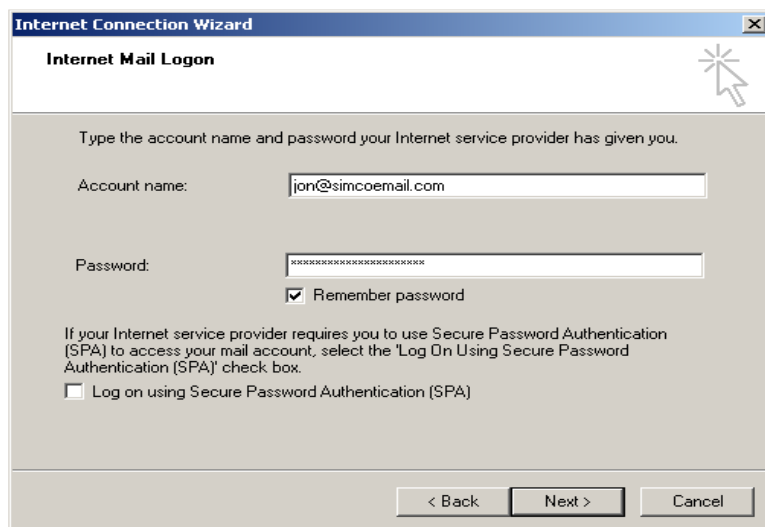 Internet Connection Wizard
Internet Mail Logon
Type the account name and password your Internet service provider has given you.
Account name:
jon@simcoemail.com
Password:
**********************
Remember password
If your Internet service provider requires you to use Secure Password Authentication
(SPA) to access your mail account, select the 'Log On Using Secure Password
Authentication (SPA)' check box.
Log on using Secure Password Authentication (SPA)
< Back
Next >
Cancel